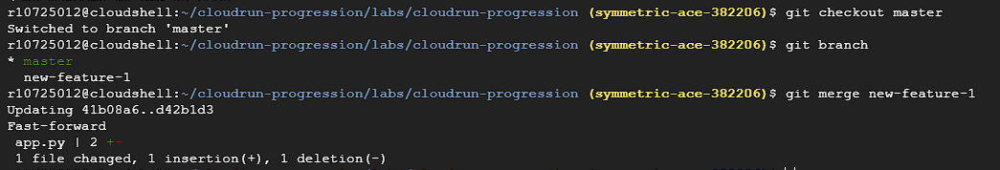 r10725012@cloudshell:~/cloudrun-progression/labs/cloudrun-progression (symmetric-ace-382206)$ git checkout master
Switched to branch 'master'
r10725012@cloudshell:~/cloudrun-progression/labs/cloudrun-progression (symmetric-ace-382206)$ git branch
* master
  new-feature-1
r10725012@cloudshell:~/cloudrun-progression/labs/cloudrun-progression (symmetric-ace-382206)$ git merge new-feature-1
Updating 41b08a6..d42b1d3
Fast-forward
 app.py | 2 +-
 1 file changed, 1 insertion(+), 1 deletion(-)